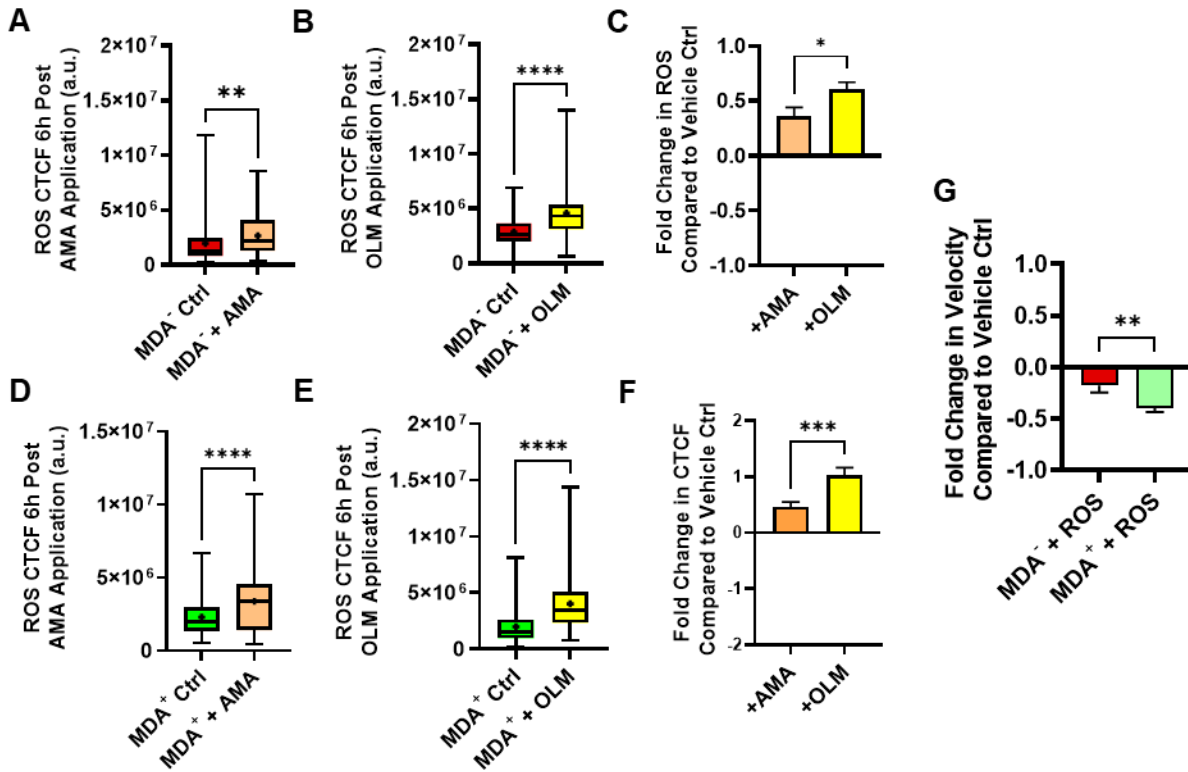 A
ROS CTCF 6h Post
AMA Application (a.u.)
2×10⁷
1.5×10⁷
1×10⁷
5×10⁶
0
**
MDA⁻ Ctrl
MDA⁻ + AMA
B
ROS CTCF 6h Post
OLM Application (a.u.)
2×10⁷
1.5×10⁷
1×10⁷
5×10⁶
0
****
MDA⁻ Ctrl
MDA⁻ + OLM
C
Fold Change in ROS
Compared to Vehicle Ctrl
1.0
0.5
0.0
-0.5
-1.0
*
+AMA
+OLM
D
ROS CTCF 6h Post
AMA Application (a.u.)
1.5×10⁷
1×10⁷
5×10⁶
0
****
MDA⁺ Ctrl
MDA⁺ + AMA
E
ROS CTCF 6h Post
OLM Application (a.u.)
2×10⁷
1.5×10⁷
1×10⁷
5×10⁶
0
****
MDA⁺ Ctrl
MDA⁺ + OLM
F
Fold Change in CTCF
Compared to Vehicle Ctrl
2
1
0
-1
-2
***
+AMA
+OLM
G
Fold Change in Velocity
Compared to Vehicle Ctrl
1.0
0.5
0.0
-0.5
-1.0
**
MDA⁻ + ROS
MDA⁺ + ROS